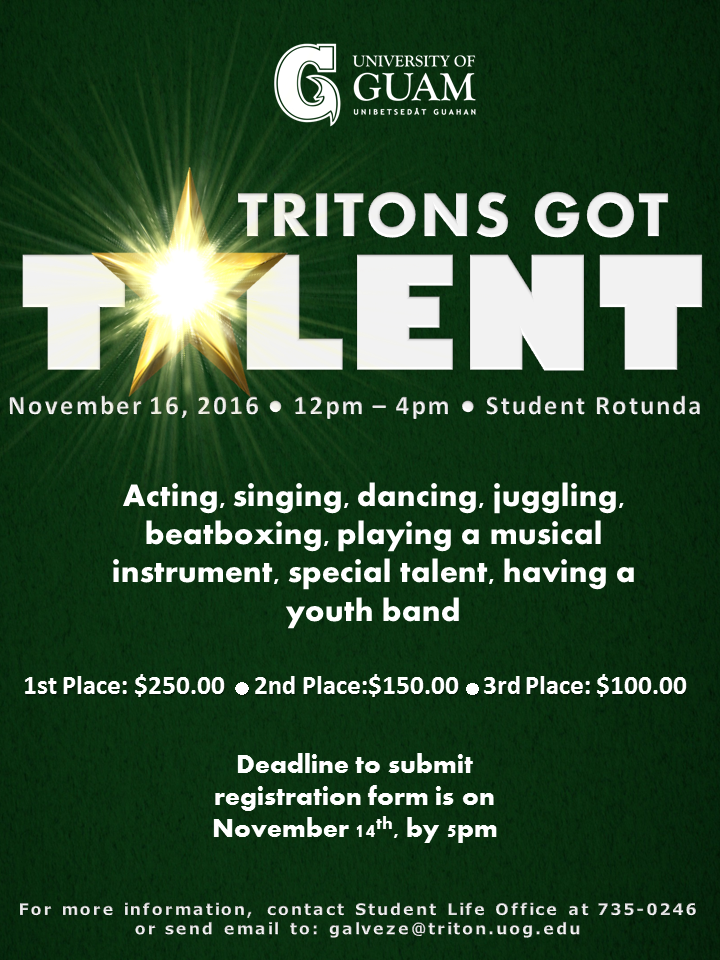 UNIVERSITY OF
GUAM
UNIBETSEDÅT GUAHAN
TRITONS GOT
TALENT
November 16, 2016 ● 12pm – 4pm ● Student Rotunda
Acting, singing, dancing, juggling,
beatboxing, playing a musical
instrument, special talent, having a
youth band
1st Place: $250.00 ● 2nd Place:$150.00 ● 3rd Place: $100.00
Deadline to submit
registration form is on
November 14th, by 5pm
For more information, contact Student Life Office at 735-0246
or send email to: galveze@triton.uog.edu